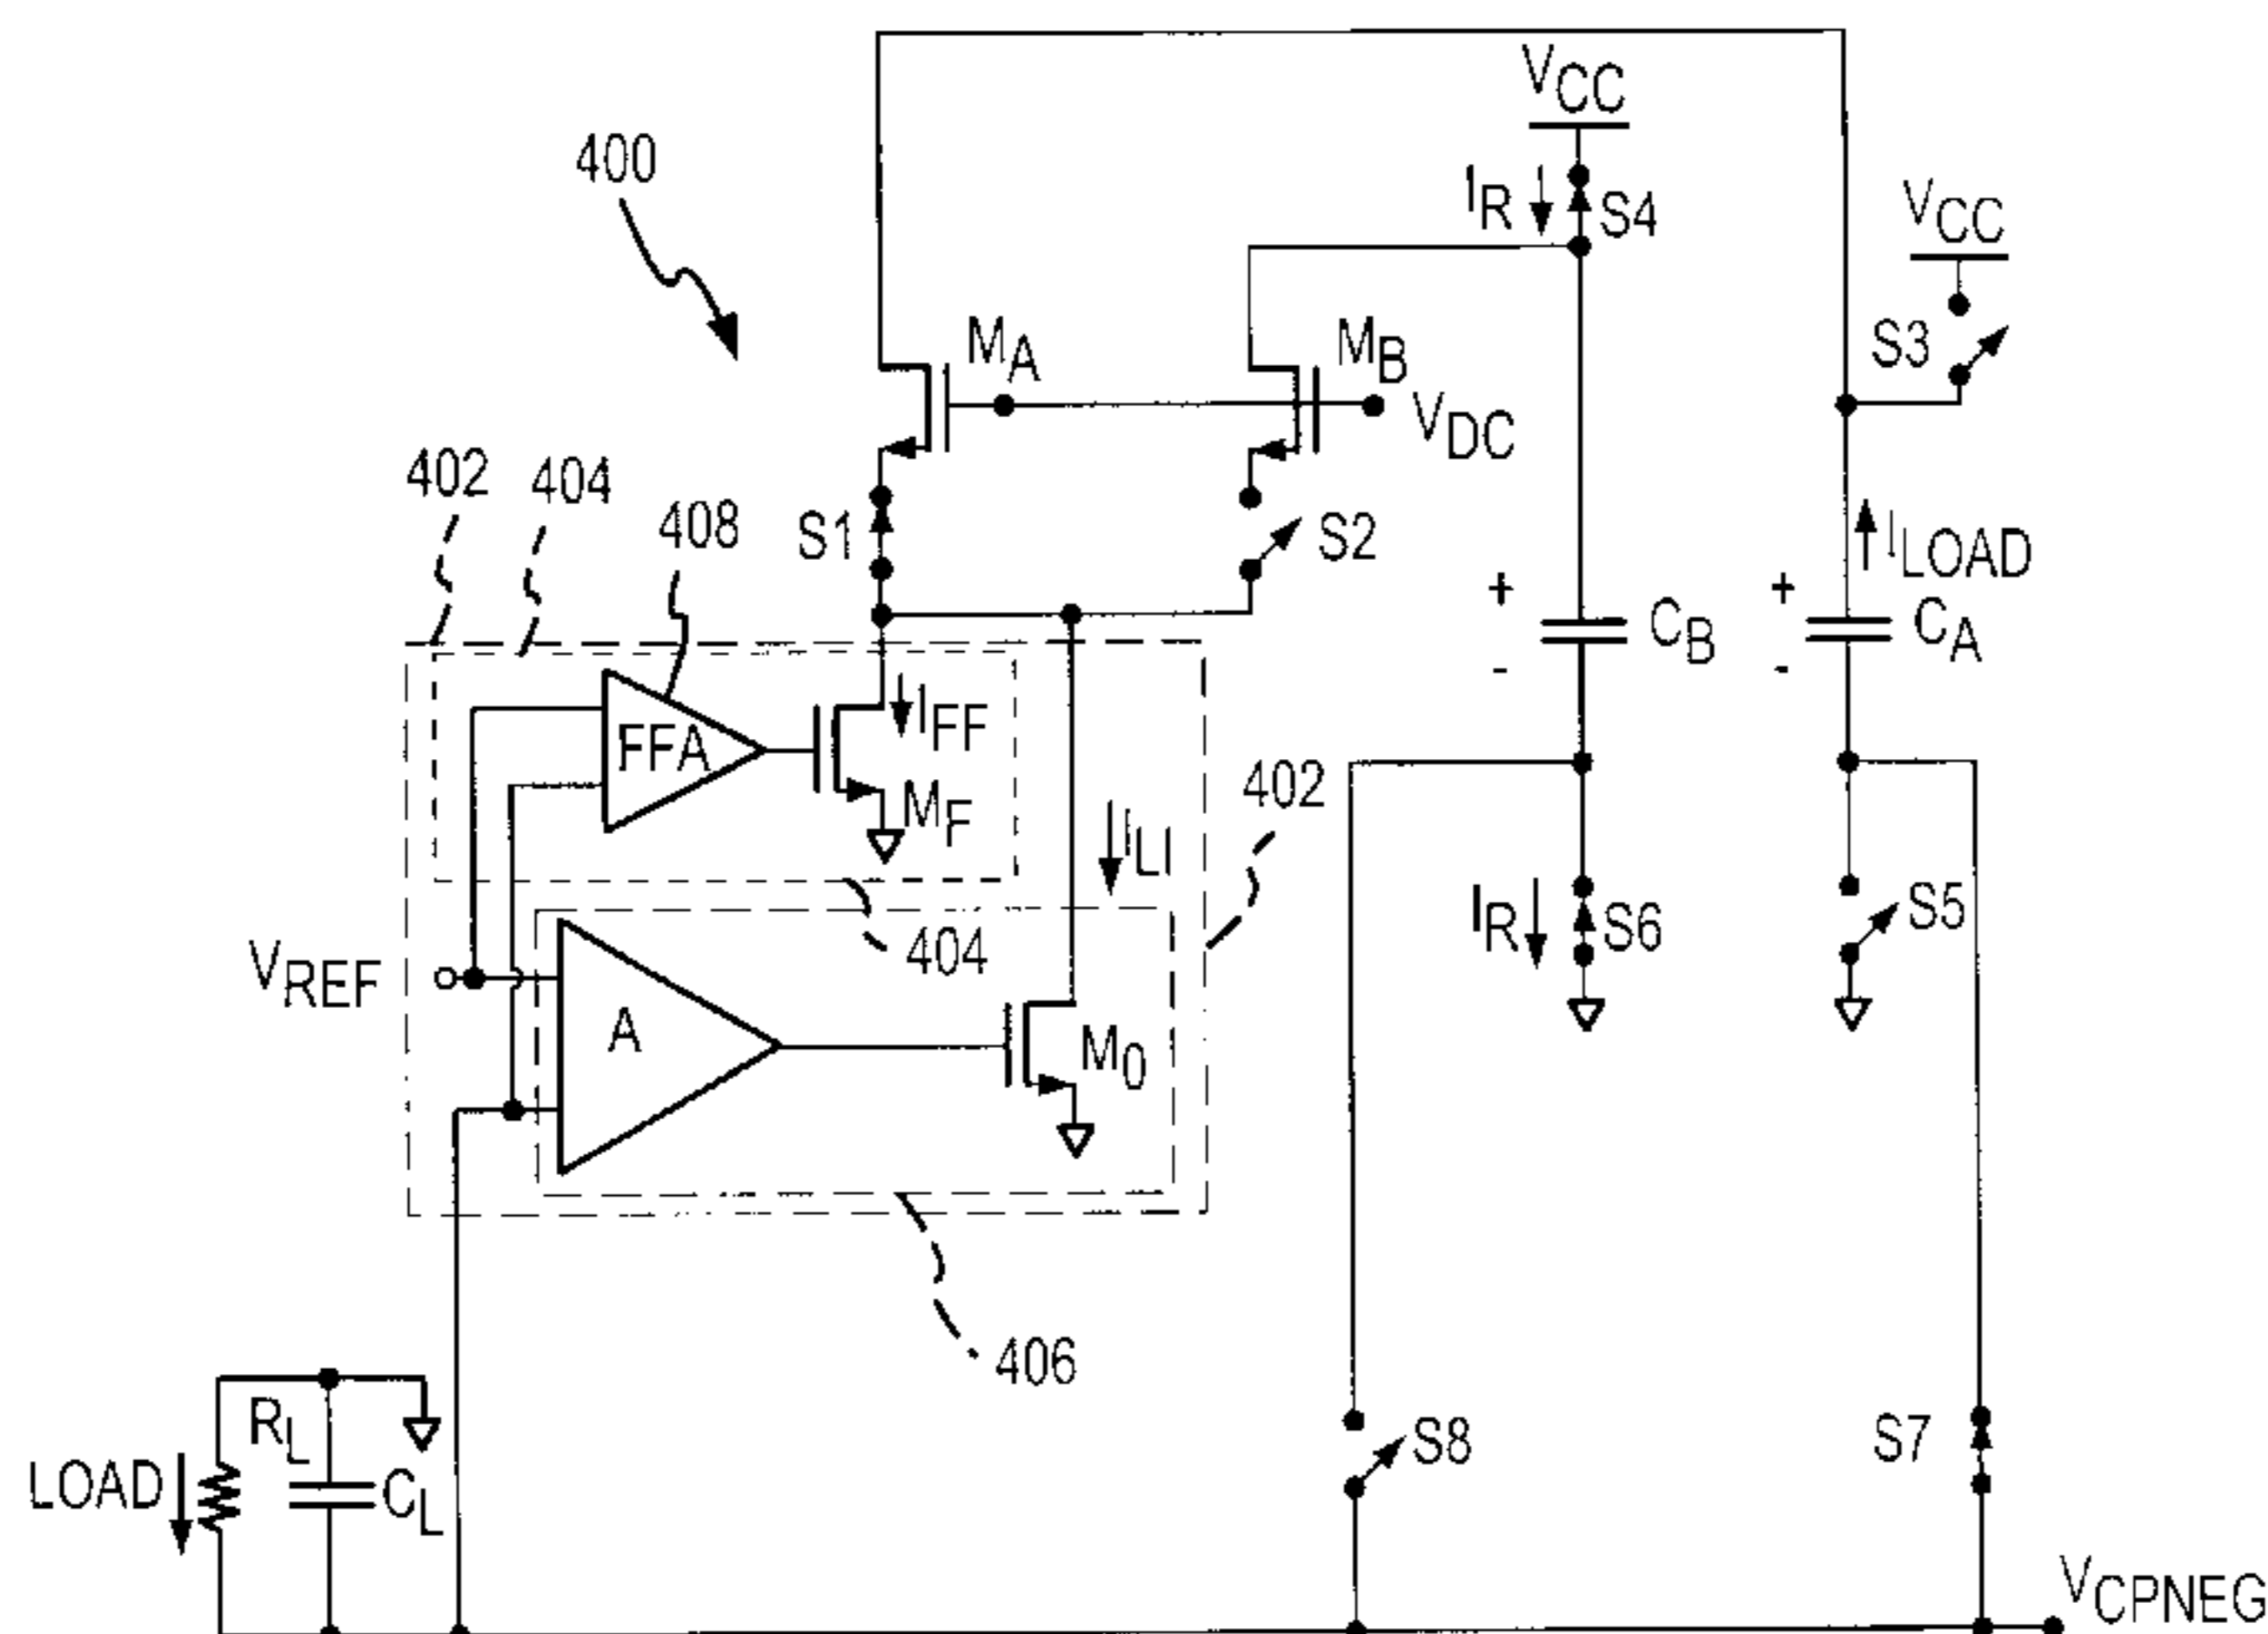 VCC
400
IR
S4
VCC
S3
MA
MB
VDC
402
404
408
S1
S2
ILOAD
+
+
CB
CA
-
-
FFA
IFF
MF
402
ILI
IR
S6
S5
404
VREF
A
MO
406
RL
LOAD
CL
S8
S7
VCPNEG